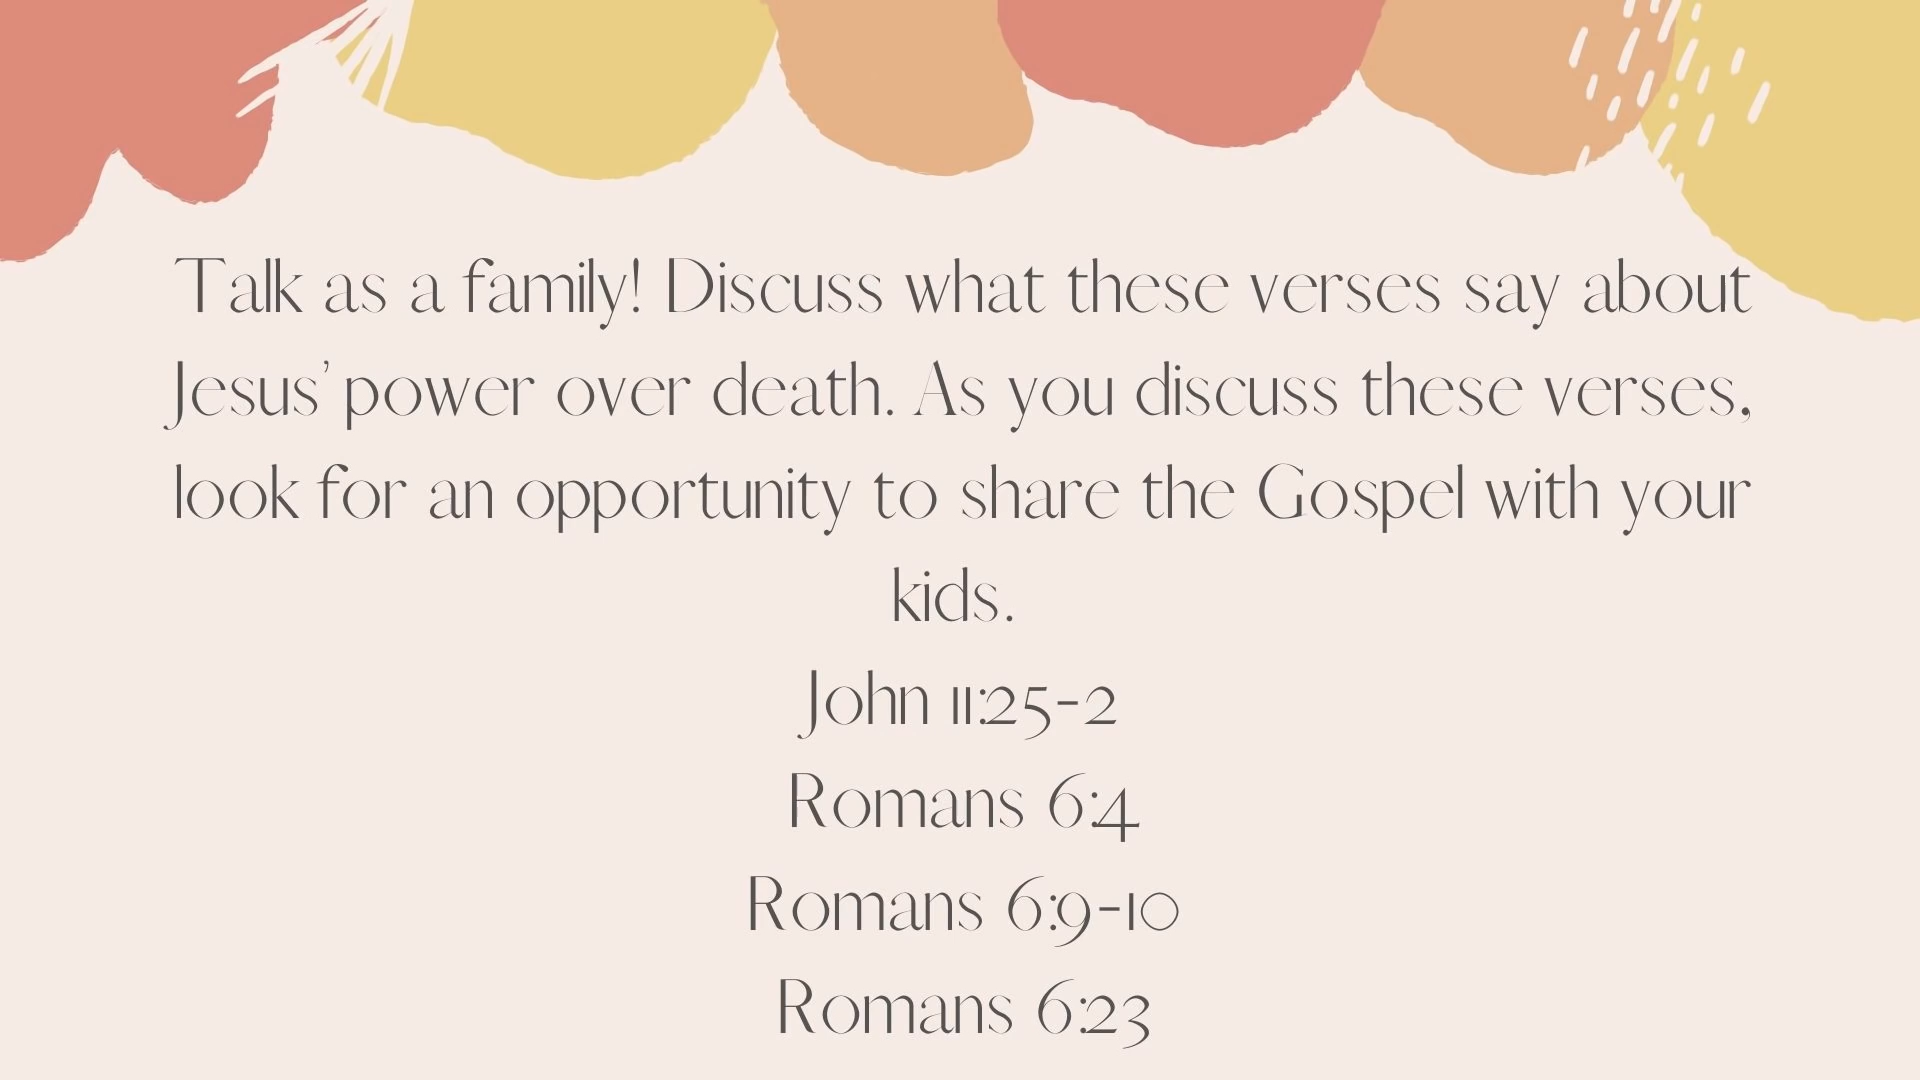 Talk as a family! Discuss what these verses say about
Jesus' power over death. As you discuss these verses,
look for an opportunity to share the Gospel with your
kids.
John 11:25-2
Romans 6:4
Romans 6:9-10
Romans 6:23